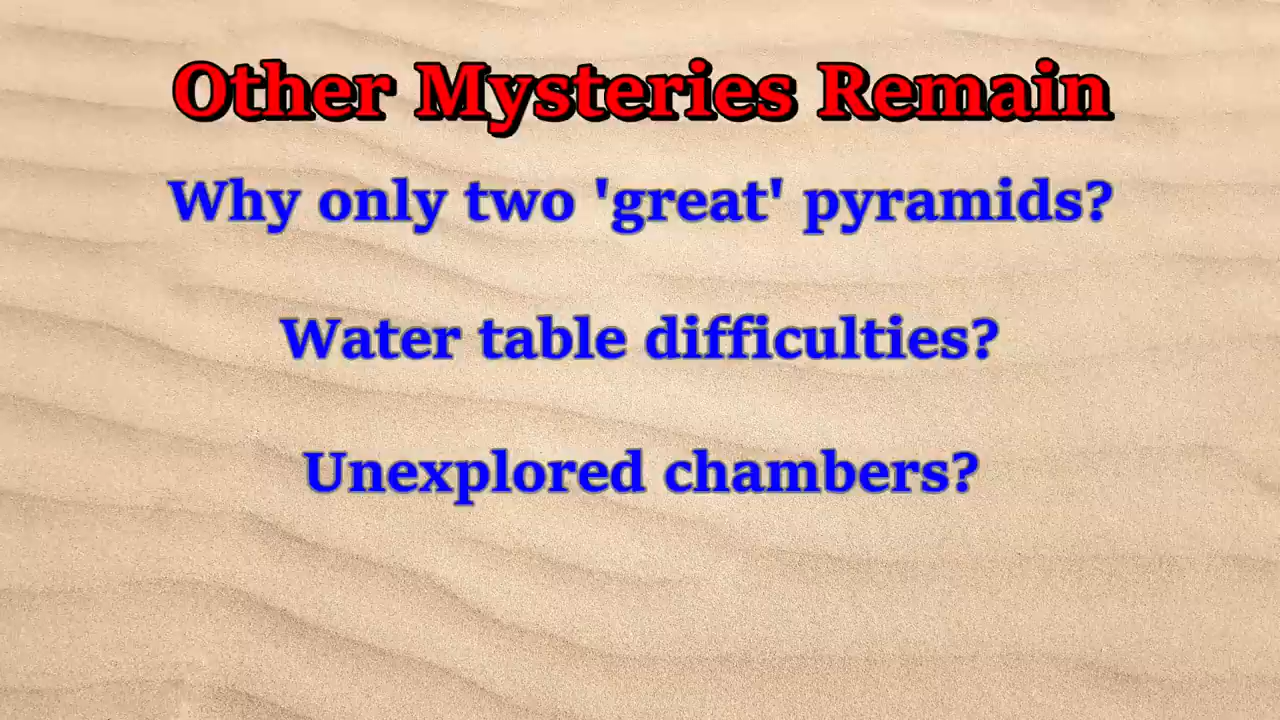 Other Mysteries Remain
Why only two 'great' pyramids?
Water table difficulties?
Unexplored chambers?